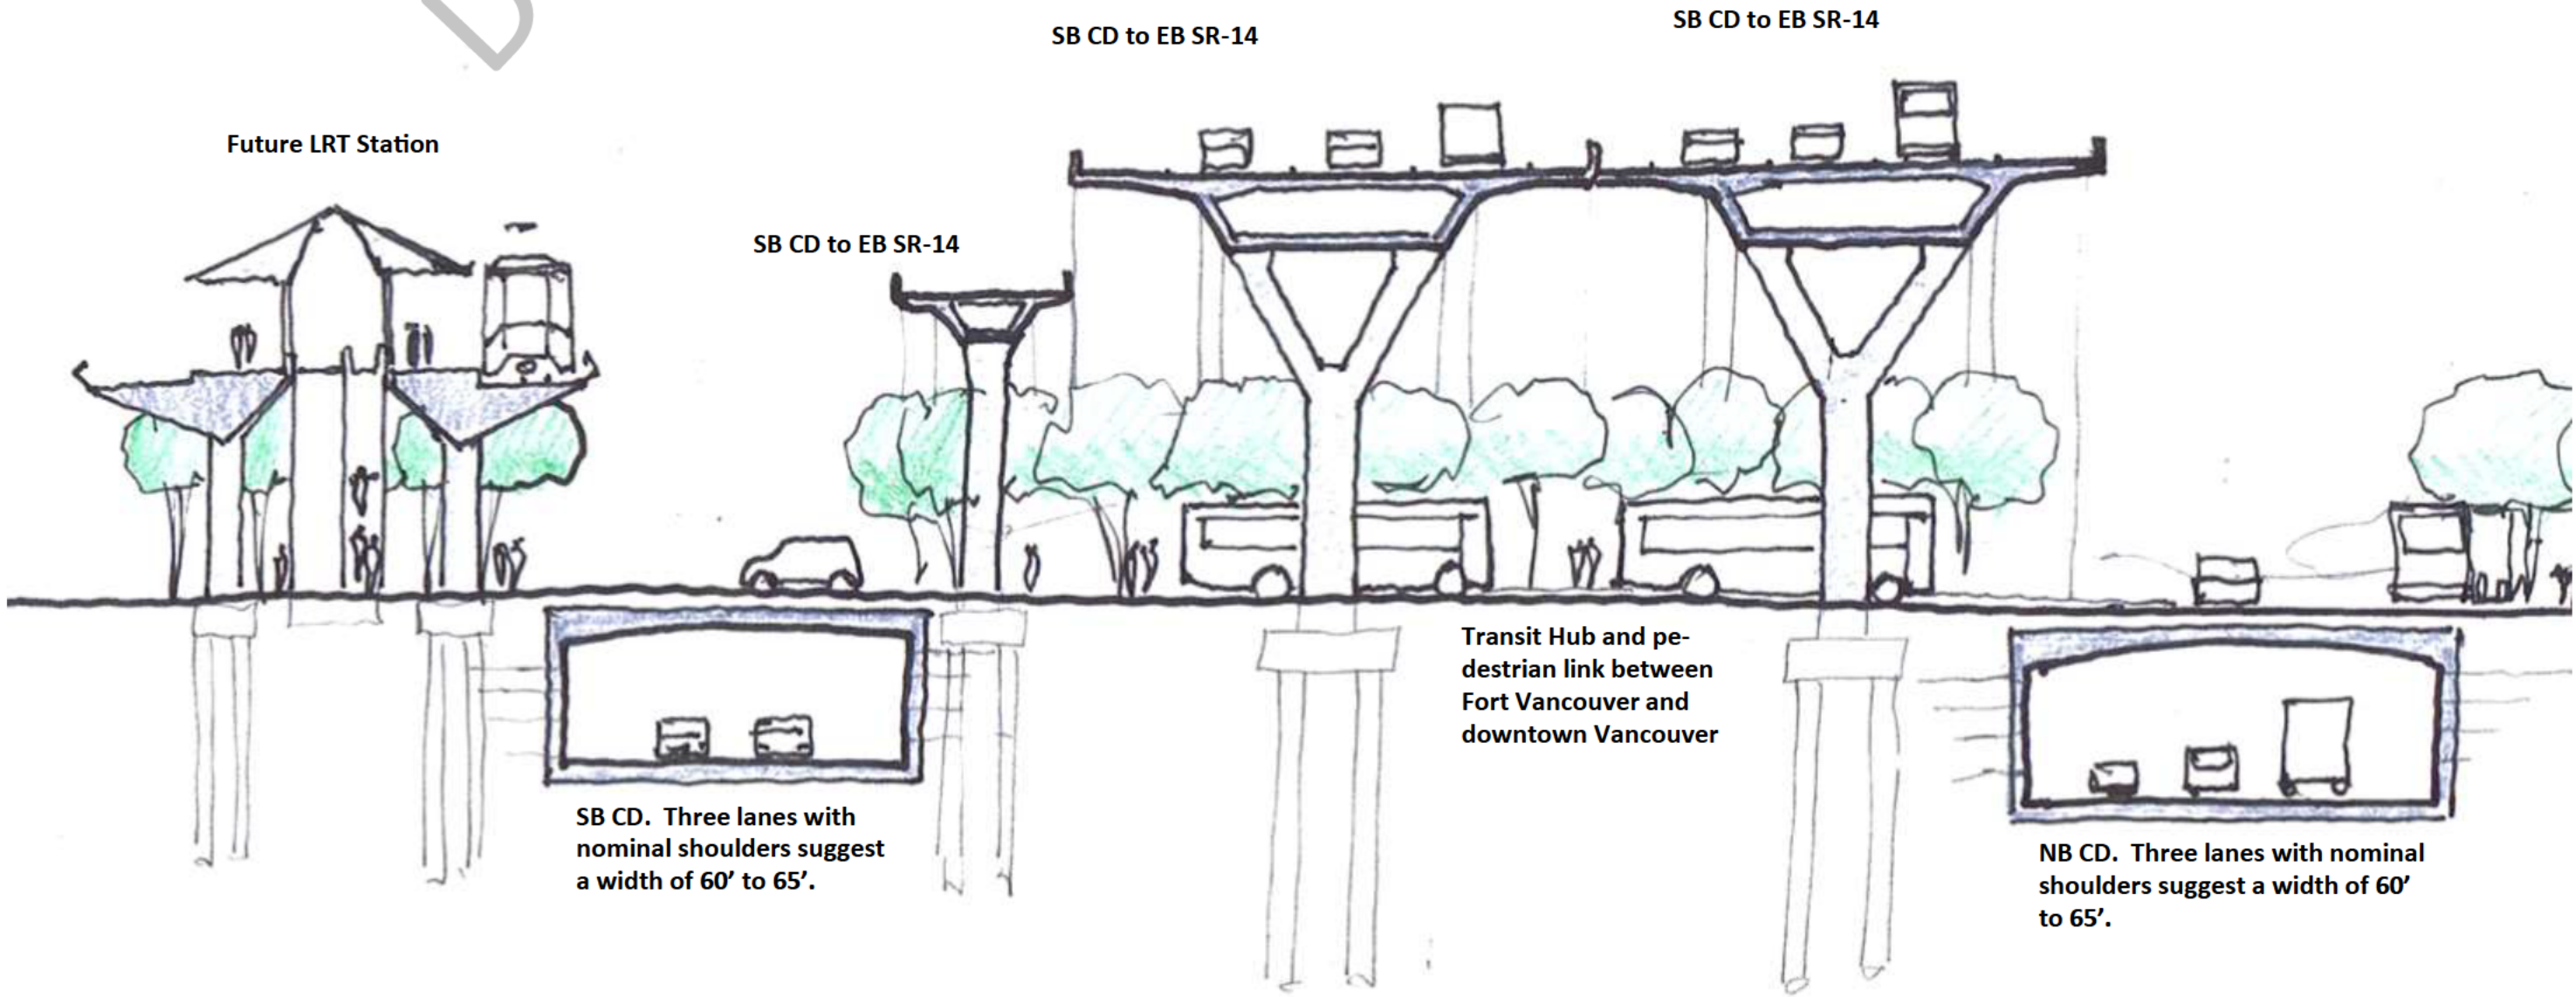 SB CD to EB SR-14
SB CD to EB SR-14
Future LRT Station
SB CD to EB SR-14
Transit Hub and pe-
destrian link between
Fort Vancouver and
downtown Vancouver
SB CD.  Three lanes with
nominal shoulders suggest
a width of 60’ to 65’.
NB CD.  Three lanes with nominal
shoulders suggest a width of 60’
to 65’.